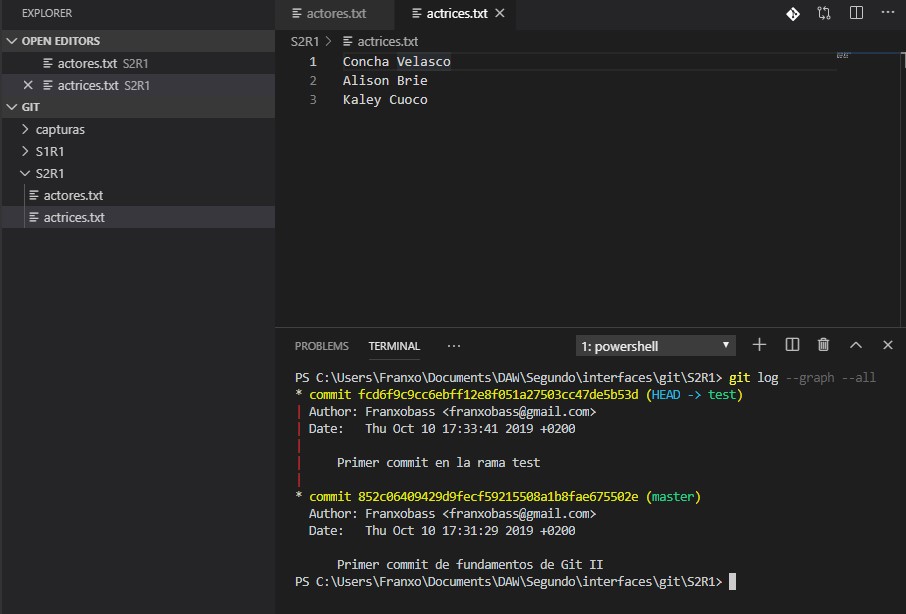 EXPLORER
OPEN EDITORS
actores.txt S2R1
actrices.txt S2R1
GIT
capturas
S1R1
S2R1
actores.txt
actrices.txt
actores.txt
actrices.txt
S2R1 > actrices.txt
1 Concha Velasco
2 Alison Brie
3 Kaley Cuoco
PROBLEMS TERMINAL ... 1: powershell
PS C:\Users\Franxo\Documents\DAW\Segundo\interfaces\git\S2R1> git log --graph --all
* commit fcd6f9c9cc6ebff12e8f051a27503cc47de5b53d (HEAD -> test)
| Author: Franxobass <franxobass@gmail.com>
| Date: Thu Oct 10 17:33:41 2019 +0200
|
| Primer commit en la rama test
|
* commit 852c06409429d9fecf59215508a1b8fae675502e (master)
Author: Franxobass <franxobass@gmail.com>
Date: Thu Oct 10 17:31:29 2019 +0200
Primer commit de fundamentos de Git II
PS C:\Users\Franxo\Documents\DAW\Segundo\interfaces\git\S2R1>